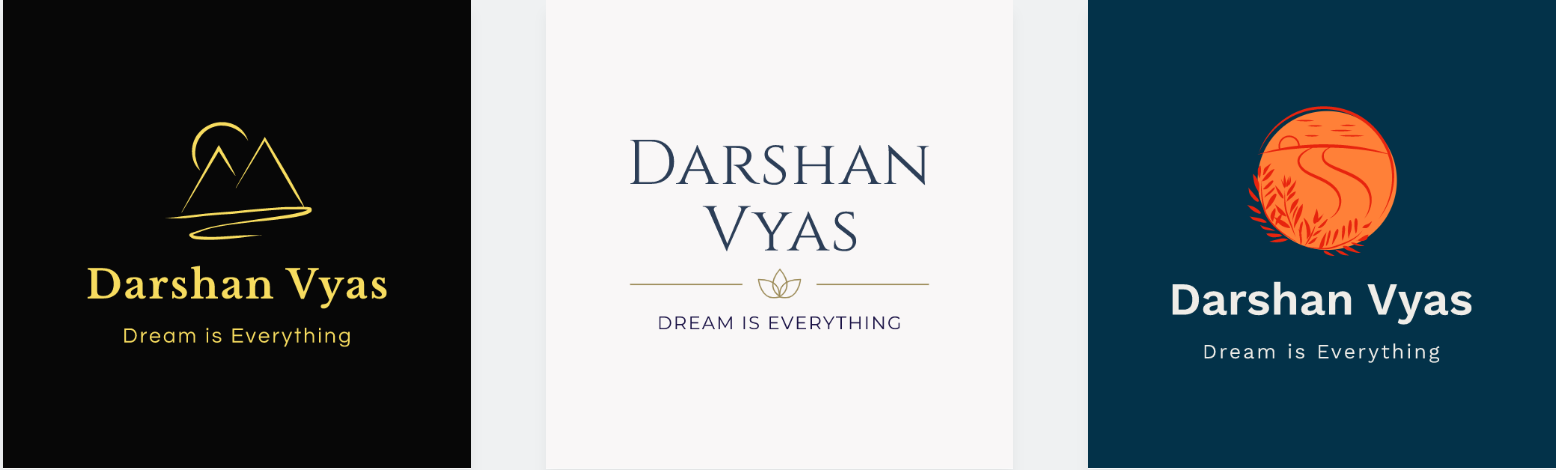 Darshan Vyas
Dream is Everything
DARSHAN
VYAS
DREAM IS EVERYTHING
Darshan Vyas
Dream is Everything